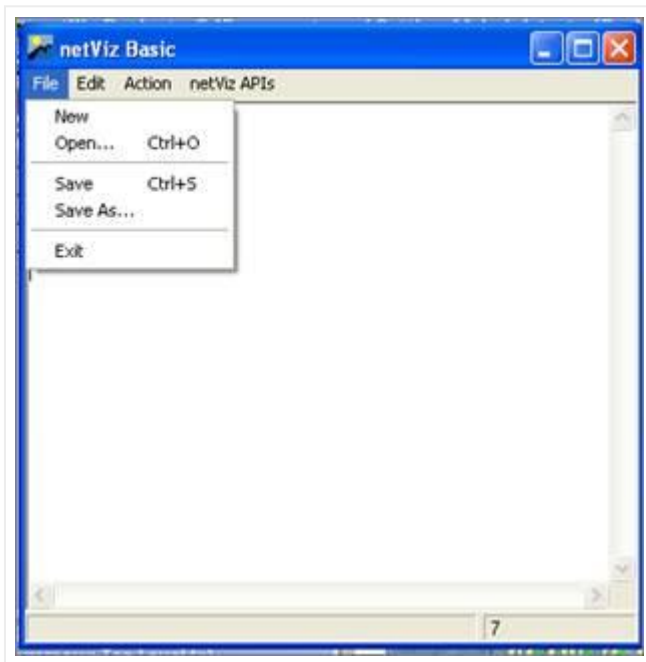 netViz Basic
File Edit Action netViz APIs
New
Open... Ctrl+O
Save Ctrl+S
Save As...
Exit
7